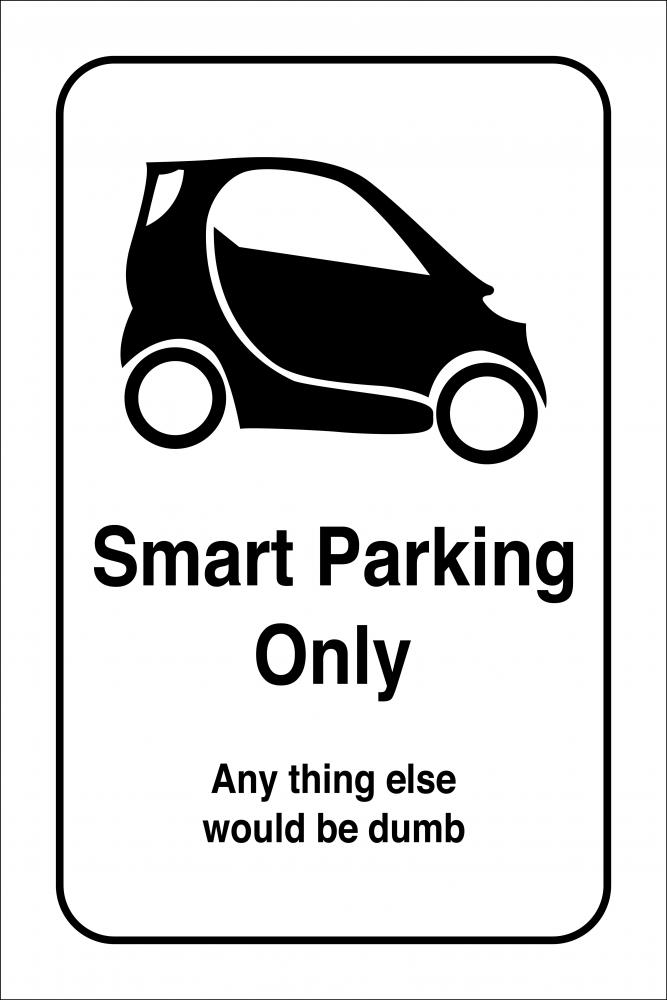 Smart Parking
Only
Any thing else
would be dumb